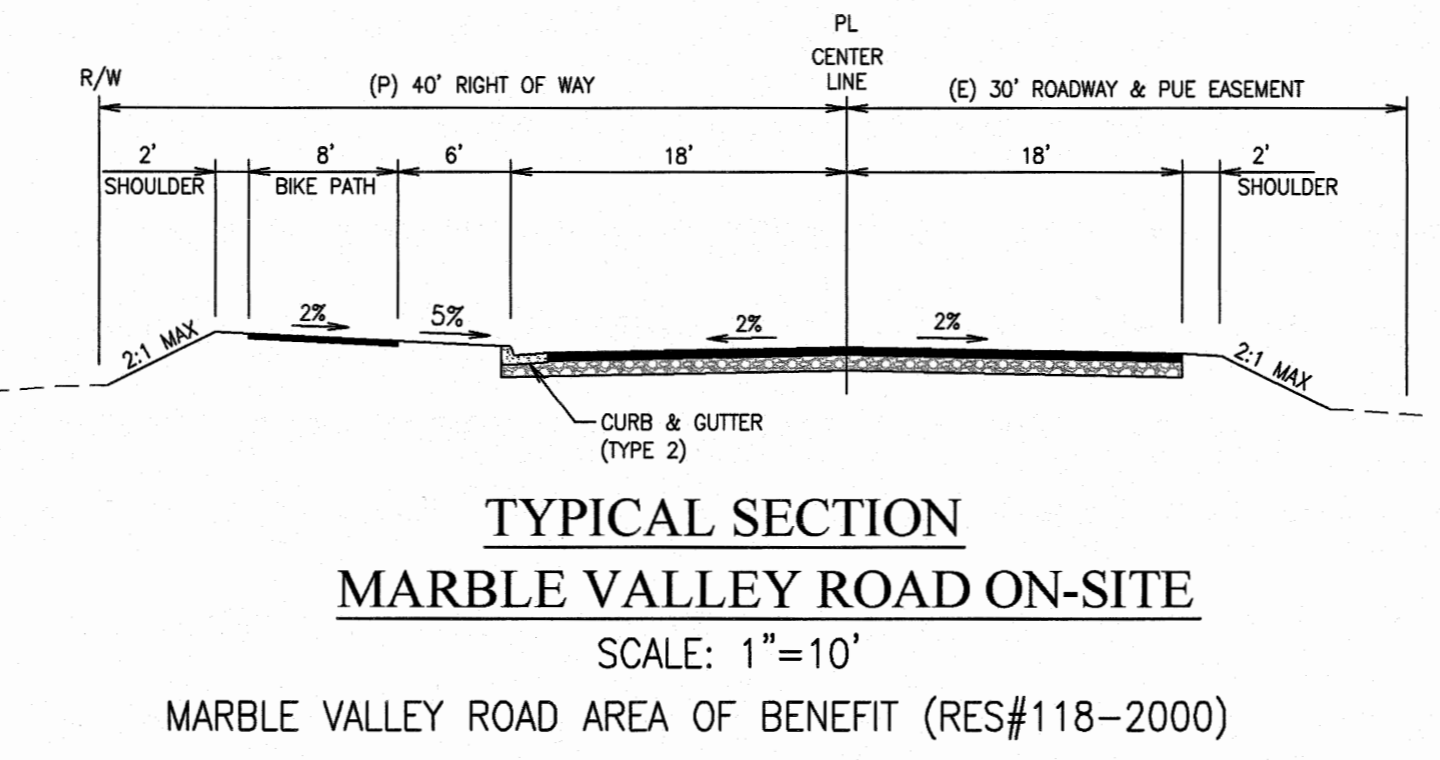 PL
CENTER
LINE
R/W
(P) 40' RIGHT OF WAY
(E) 30' ROADWAY & PUE EASEMENT
2'
8'
6'
18'
18'
2'
SHOULDER
BIKE PATH
SHOULDER
2:1 MAX
2%
5%
2%
2%
2:1 MAX
CURB & GUTTER
(TYPE 2)
TYPICAL SECTION
MARBLE VALLEY ROAD ON-SITE
SCALE: 1"=10'
MARBLE VALLEY ROAD AREA OF BENEFIT (RES#118-2000)